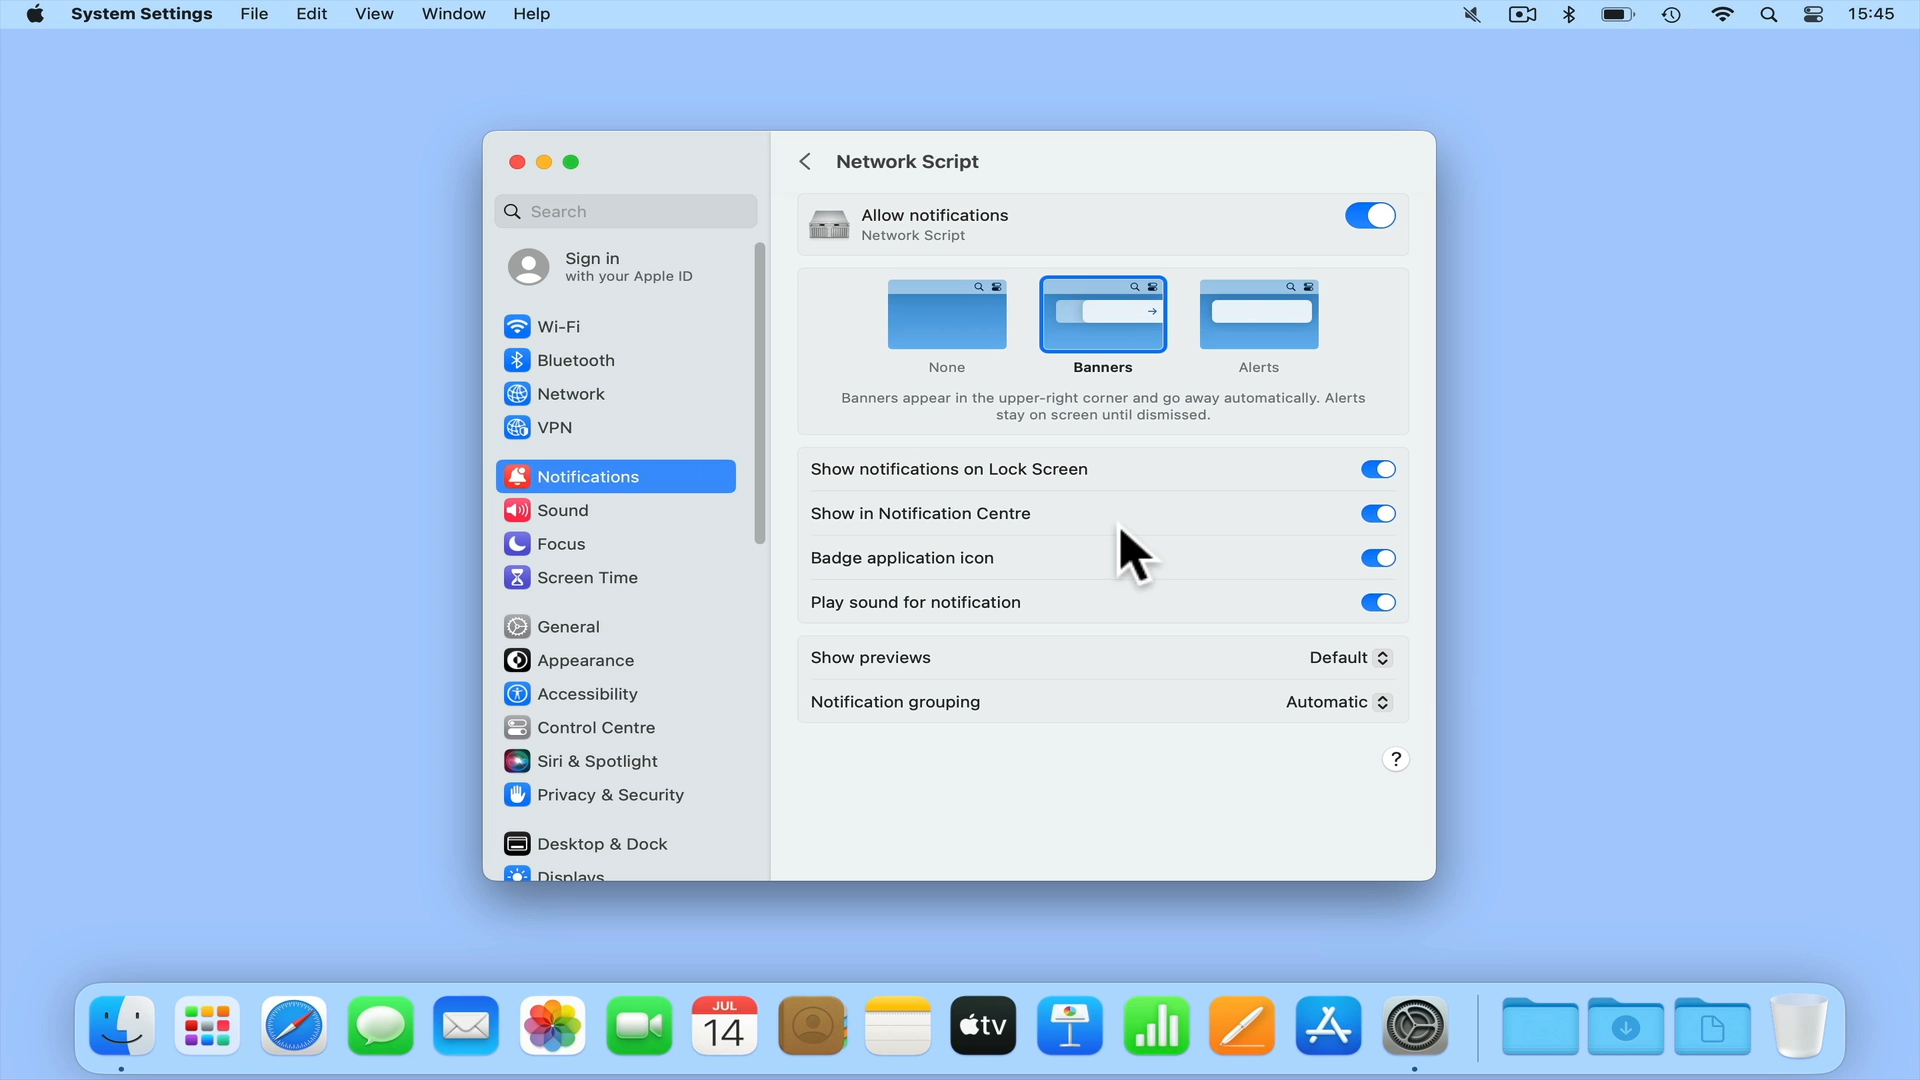 System Settings File Edit View Window Help 15:45
Network Script
Search
Allow notifications
Network Script
Sign in
with your Apple ID
Wi-Fi
Bluetooth
Network
VPN
None Banners Alerts
Banners appear in the upper-right corner and go away automatically. Alerts
stay on screen until dismissed.
Notifications
Sound
Focus
Screen Time
General
Appearance
Accessibility
Control Centre
Siri & Spotlight
Privacy & Security
Desktop & Dock
Displays
Show notifications on Lock Screen
Show in Notification Centre
Badge application icon
Play sound for notification
Show previews Default
Notification grouping Automatic
?
JUL
14
tv